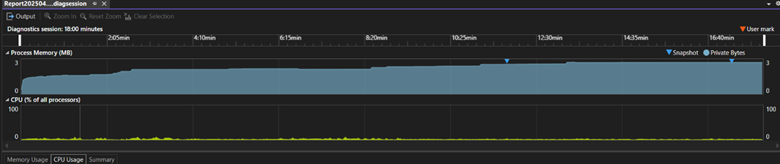 Report202504....diagsession
Output Zoom In Reset Zoom Clear Selection
Diagnostics session: 18:00 minutes User mark
2:05min 4:10min 6:15min 8:20min 10:25min 12:30min 14:35min 16:40min
Process Memory (MB) Snapshot Private Bytes
3 3
0 0
CPU (% of all processors)
100 100
0 0
Memory Usage CPU Usage Summary